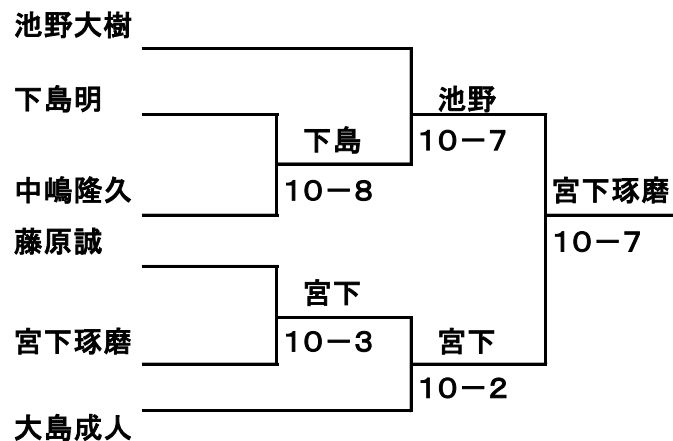 池野大樹
下島明
池野
下島
10－7
中嶋隆久
10－8
宮下琢磨
藤原誠
10－7
宮下
宮下琢磨
10－3
宮下
10－2
大島成人